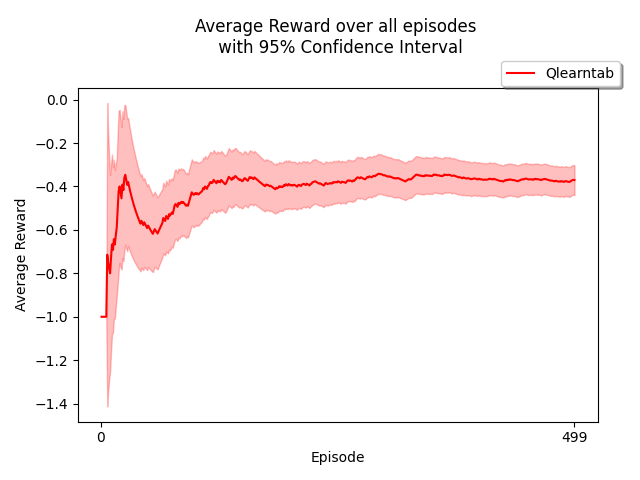 Average Reward over all episodes
with 95% Confidence Interval
Qlearntab
0.0
−0.2
−0.4
−0.6
−0.8
−1.0
−1.2
−1.4
Average Reward
0
499
Episode